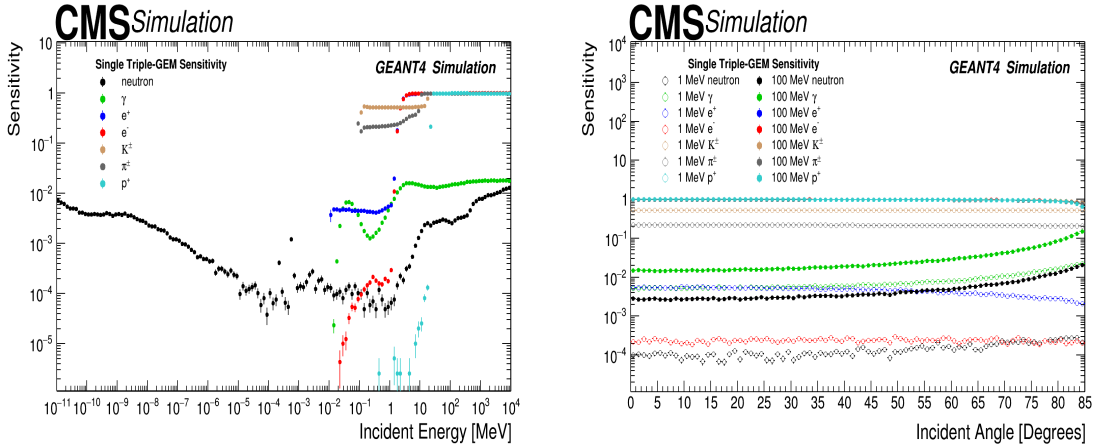 CMS Simulation
Sensitivity
10
1
10⁻¹
10⁻²
10⁻³
10⁻⁴
10⁻⁵
Single Triple-GEM Sensitivity
neutron
γ
e⁺
e⁻
K±
π±
p⁺
GEANT4 Simulation
10⁻¹¹ 10⁻¹⁰ 10⁻⁹ 10⁻⁸ 10⁻⁷ 10⁻⁶ 10⁻⁵ 10⁻⁴ 10⁻³ 10⁻² 10⁻¹ 1 10 10² 10³ 10⁴
Incident Energy [MeV]
CMS Simulation
Sensitivity
10⁴
10³
10²
10
1
10⁻¹
10⁻²
10⁻³
10⁻⁴
Single Triple-GEM Sensitivity
1 MeV neutron 100 MeV neutron
1 MeV γ 100 MeV γ
1 MeV e⁺ 100 MeV e⁺
1 MeV e⁻ 100 MeV e⁻
1 MeV K± 100 MeV K±
1 MeV π± 100 MeV π±
1 MeV p⁺ 100 MeV p⁺
GEANT4 Simulation
0 5 10 15 20 25 30 35 40 45 50 55 60 65 70 75 80 85
Incident Angle [Degrees]